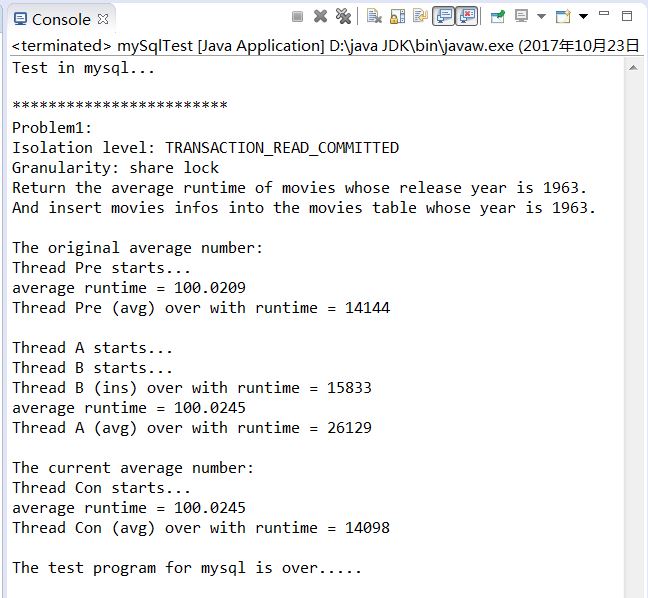 Console
<terminated> mySqlTest [Java Application] D:\java JDK\bin\javaw.exe (2017年10月23日
Test in mysql...
************************
Problem1:
Isolation level: TRANSACTION_READ_COMMITTED
Granularity: share lock
Return the average runtime of movies whose release year is 1963.
And insert movies infos into the movies table whose year is 1963.
The original average number:
Thread Pre starts...
average runtime = 100.0209
Thread Pre (avg) over with runtime = 14144
Thread A starts...
Thread B starts...
Thread B (ins) over with runtime = 15833
average runtime = 100.0245
Thread A (avg) over with runtime = 26129
The current average number:
Thread Con starts...
average runtime = 100.0245
Thread Con (avg) over with runtime = 14098
The test program for mysql is over.....